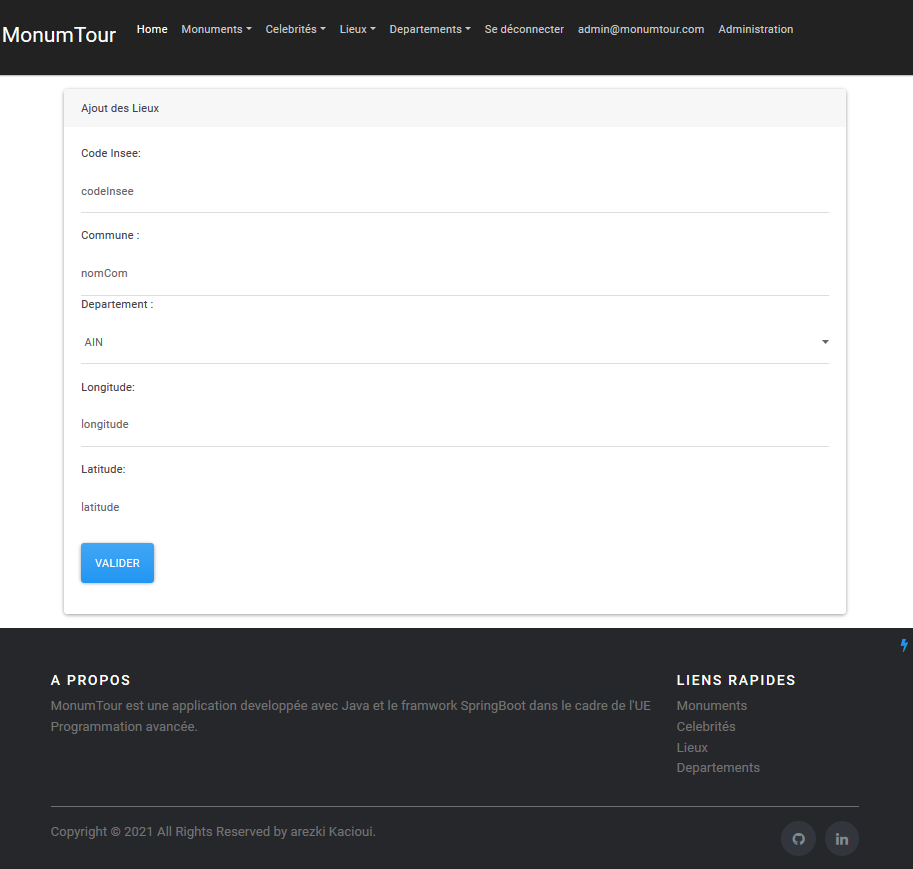 MonumTour Home Monuments Celebrités Lieux Departements Se déconnecter admin@monumtour.com Administration
Ajout des Lieux
Code Insee:
codeInsee
Commune :
nomCom
Departement :
AIN
Longitude:
longitude
Latitude:
latitude
VALIDER
A PROPOS
MonumTour est une application developpée avec Java et le framwork SpringBoot dans le cadre de l'UE
Programmation avancée.
LIENS RAPIDES
Monuments
Celebrités
Lieux
Departements
Copyright © 2021 All Rights Reserved by arezki Kacioui.